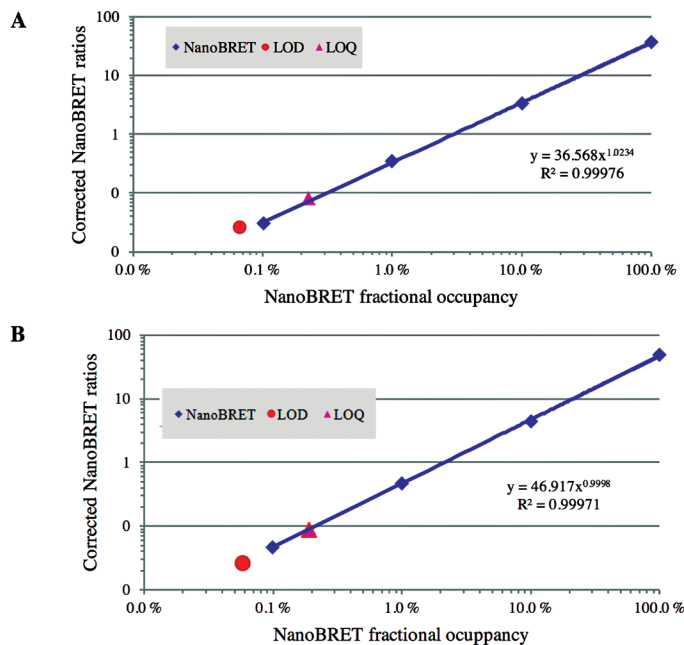 A
100
10
1
0
0
Corrected NanoBRET ratios
NanoBRET LOD LOQ
y = 36.568x^1.0234
R² = 0.99976
0.0 % 0.1 % 1.0 % 10.0 % 100.0 %
NanoBRET fractional occupancy
B
100
10
1
0
0
Corrected NanoBRET ratios
NanoBRET LOD LOQ
y = 46.917x^0.9998
R² = 0.99971
0.0 % 0.1 % 1.0 % 10.0 % 100.0 %
NanoBRET fractional ocuppancy